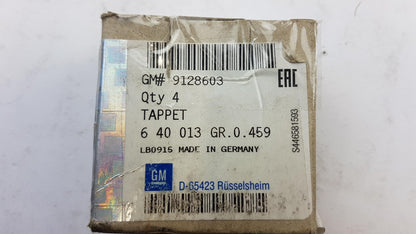 GM# 9128603
EAC
Qty 4
TAPPET
6 40 013 GR.0.459
LB0915 MADE IN GERMANY
GM
D-65423 Rüsselsheim
S446581593